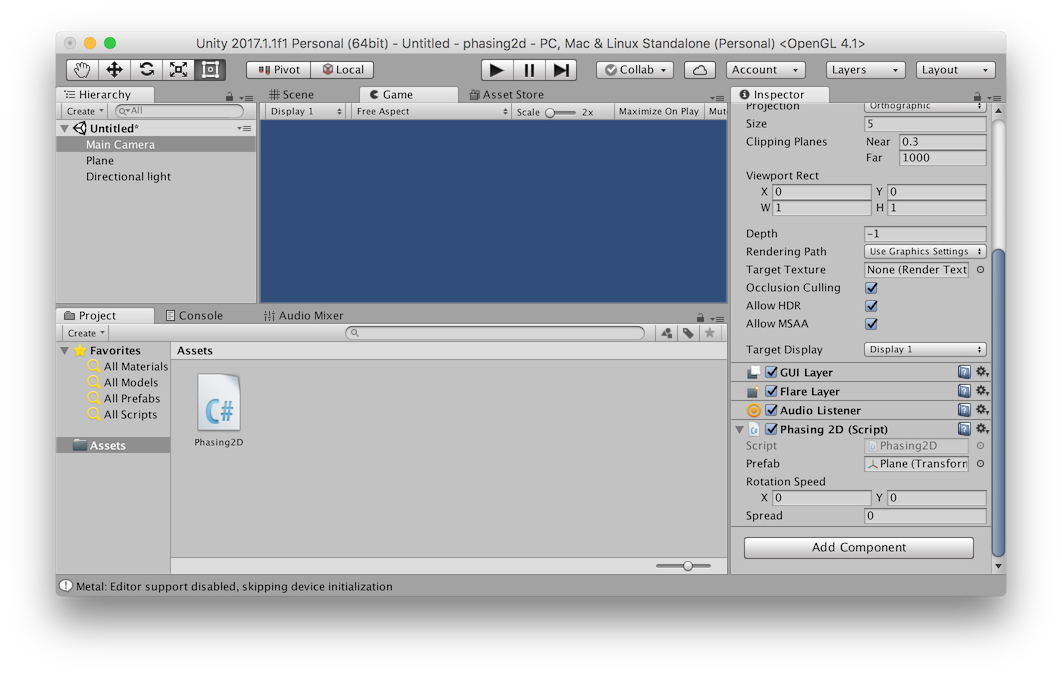 Unity 2017.1.1f1 Personal (64bit) - Untitled - phasing2d - PC, Mac & Linux Standalone (Personal) <OpenGL 4.1>
Pivot Local Collab Account Layers Layout
Hierarchy
Create All
Untitled*
Main Camera
Plane
Directional light
Scene Game Asset Store
Display 1 Free Aspect Scale 2x Maximize On Play Mut
Inspector
Projection Orthographic
Size 5
Clipping Planes Near 0.3
Far 1000
Viewport Rect
X 0 Y 0
W 1 H 1
Depth -1
Rendering Path Use Graphics Settings
Target Texture None (Render Text
Occlusion Culling
Allow HDR
Allow MSAA
Target Display Display 1
GUI Layer
Flare Layer
Audio Listener
Phasing 2D (Script)
Script Phasing2D
Prefab Plane (Transform
Rotation Speed
X 0 Y 0
Spread 0
Add Component
Project Console Audio Mixer
Create
Favorites
All Materials
All Models
All Prefabs
All Scripts
Assets
Assets
C#
Phasing2D
Metal: Editor support disabled, skipping device initialization